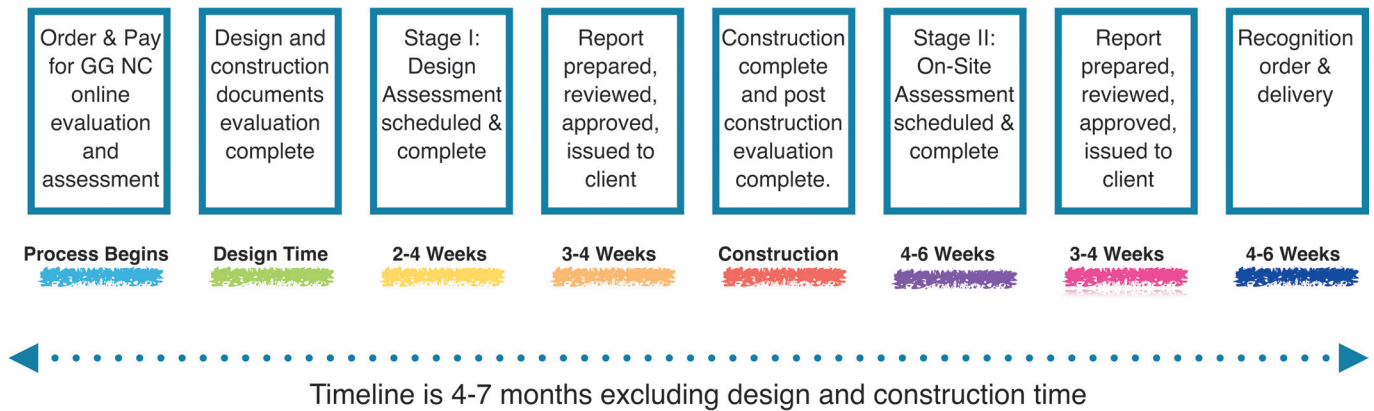 Order & Pay
for GG NC
online
evaluation
and
assessment
Design and
construction
documents
evaluation
complete
Stage I:
Design
Assessment
scheduled &
complete
Report
prepared,
reviewed,
approved,
issued to
client
Construction
complete
and post
construction
evaluation
complete.
Stage II:
On-Site
Assessment
scheduled &
complete
Report
prepared,
reviewed,
approved,
issued to
client
Recognition
order &
delivery
Process Begins
Design Time
2-4 Weeks
3-4 Weeks
Construction
4-6 Weeks
3-4 Weeks
4-6 Weeks
Timeline is 4-7 months excluding design and construction time